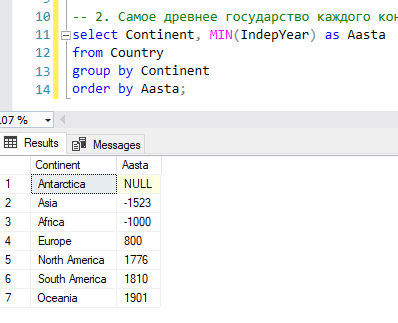 10 -- 2. Самое древнее государство каждого кон
11 select Continent, MIN(IndepYear) as Aasta
12 from Country
13 group by Continent
14 order by Aasta;
107 %
Results Messages
Continent Aasta
1 Antarctica NULL
2 Asia -1523
3 Africa -1000
4 Europe 800
5 North America 1776
6 South America 1810
7 Oceania 1901